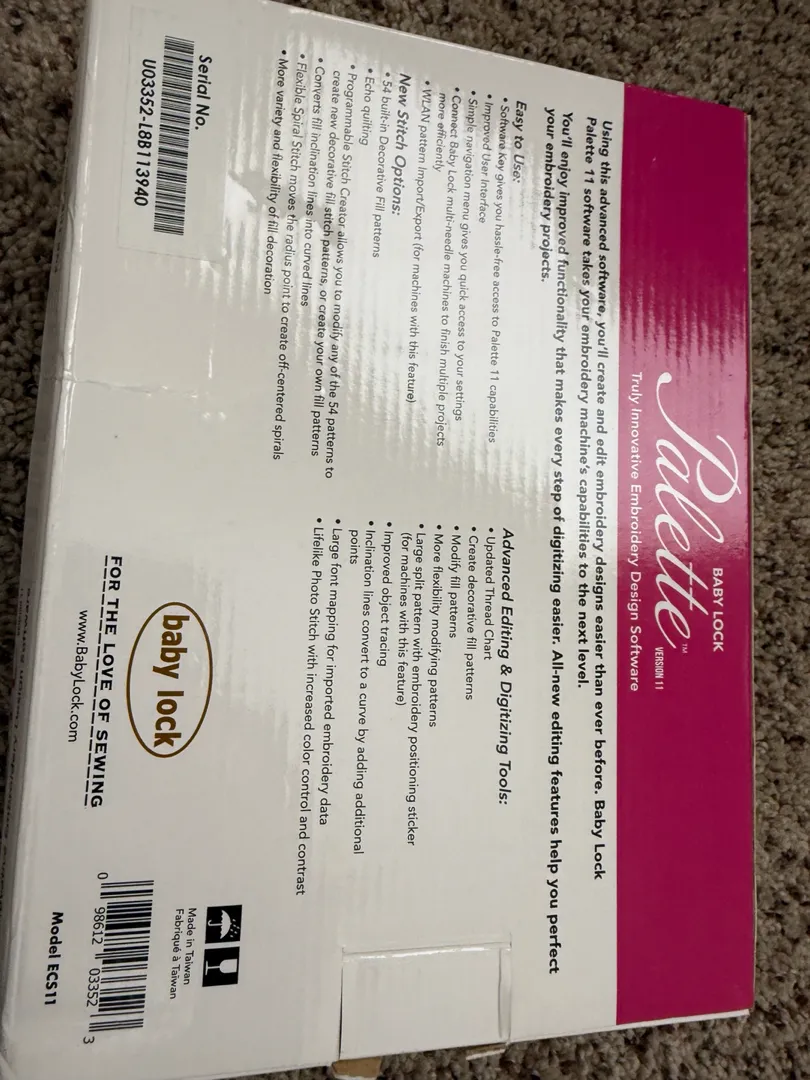 BABY LOCK
Palette™
VERSION 11
Truly Innovative Embroidery Design Software
Using this advanced software, you'll create and edit embroidery designs easier than ever before. Baby Lock
Palette 11 software takes your embroidery machine's capabilities to the next level.
You'll enjoy improved functionality that makes every step of digitizing easier. All-new editing features help you perfect
your embroidery projects.
Easy to Use:
• Software Key gives you hassle-free access to Palette 11 capabilities
• Improved User Interface
• Simple navigation menu gives you quick access to your settings
• Connect Baby Lock multi-needle machines to finish multiple projects
more efficiently
• WLAN pattern Import/Export (for machines with this feature)
New Stitch Options:
• 54 built-in Decorative Fill patterns
• Echo quilting
• Programmable Stitch Creator allows you to modify any of the 54 patterns to
create new decorative fill stitch patterns, or create your own fill patterns
• Converts fill inclination lines into curved lines
• Flexible Spiral Stitch moves the radius point to create off-centered spirals
• More variety and flexibility of fill decoration
Advanced Editing & Digitizing Tools:
• Updated Thread Chart
• Create decorative fill patterns
• Modify fill patterns
• More flexibility modifying patterns
• Large split pattern with embroidery positioning sticker
(for machines with this feature)
• Improved object tracing
• Inclination lines convert to a curve by adding additional
points
• Large font mapping for imported embroidery data
• Lifelike Photo Stitch with increased color control and contrast
Serial No.
U03352-L8B113940
baby lock
FOR THE LOVE OF SEWING
www.BabyLock.com
Made in Taiwan
Fabriqué à Taïwan
0 98612 03352 3
Model ECS11